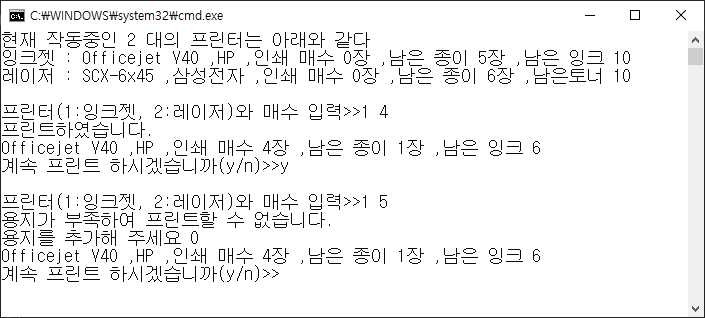 C:₩WINDOWS₩system32₩cmd.exe
현재 작동중인 2 대의 프린터는 아래와 같다
잉크젯 : Officejet V40 ,HP ,인쇄 매수 0장 ,남은 종이 5장 ,남은 잉크 10
레이저 : SCX-6x45 ,삼성전자 ,인쇄 매수 0장 ,남은 종이 6장 ,남은토너 10
프린터(1:잉크젯, 2:레이저)와 매수 입력>>1 4
프린트하였습니다.
Officejet V40 ,HP ,인쇄 매수 4장 ,남은 종이 1장 ,남은 잉크 6
계속 프린트 하시겠습니까(y/n)>>y
프린터(1:잉크젯, 2:레이저)와 매수 입력>>1 5
용지가 부족하여 프린트할 수 없습니다.
용지를 추가해 주세요 0
Officejet V40 ,HP ,인쇄 매수 4장 ,남은 종이 1장 ,남은 잉크 6
계속 프린트 하시겠습니까(y/n)>>